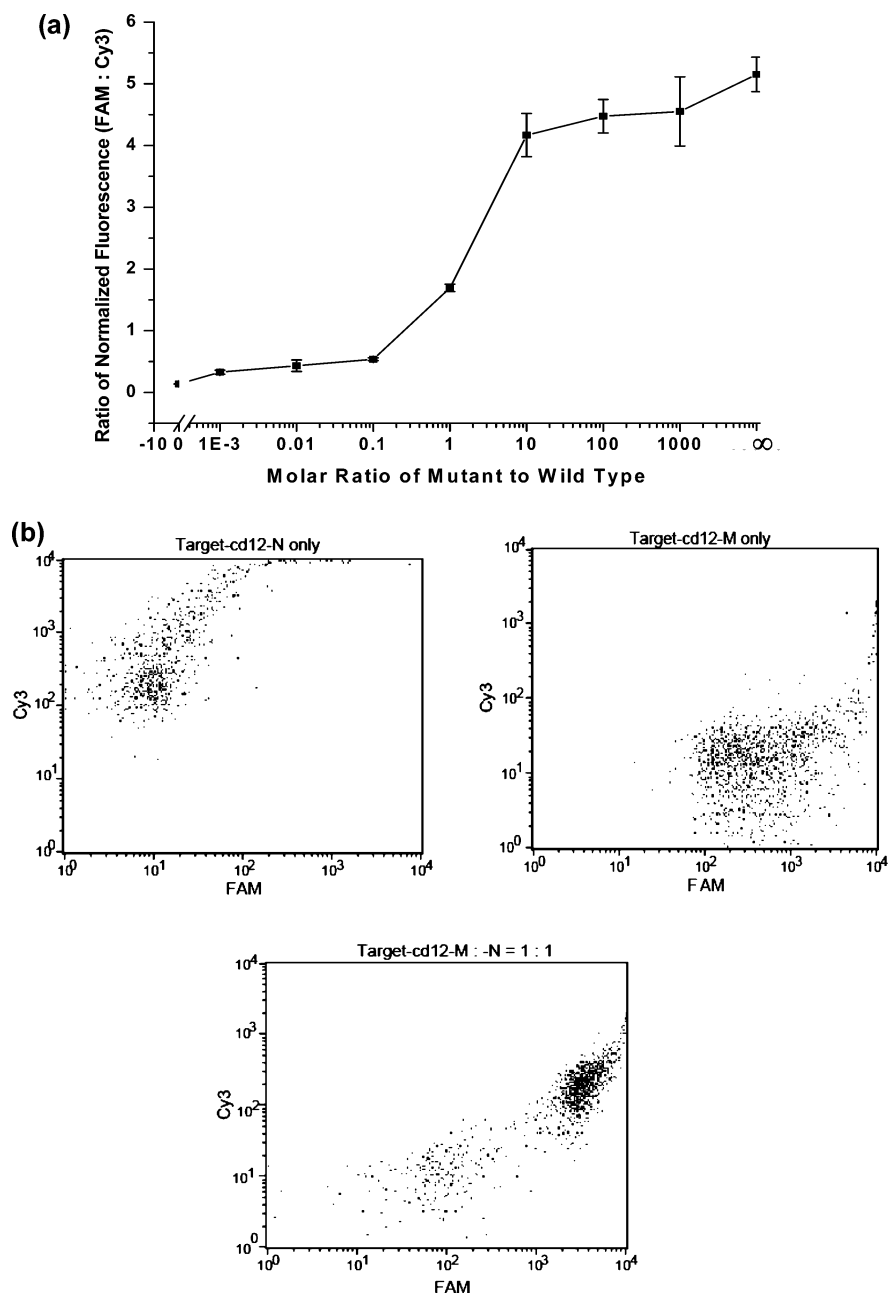 (a)
Ratio of Normalized Fluorescence (FAM : Cy3)
6
5
4
3
2
1
0
-10 0 1E-3 0.01 0.1 1 10 100 1000 ∞
Molar Ratio of Mutant to Wild Type
(b)
Target-cd12-N only
Cy3
10^4
10^3
10^2
10^1
10^0
10^0 10^1 10^2 10^3 10^4
FAM
Target-cd12-M only
Cy3
10^4
10^3
10^2
10^1
10^0
10^0 10^1 10^2 10^3 10^4
FAM
Target-cd12-M : -N = 1 : 1
Cy3
10^4
10^3
10^2
10^1
10^0
10^0 10^1 10^2 10^3 10^4
FAM